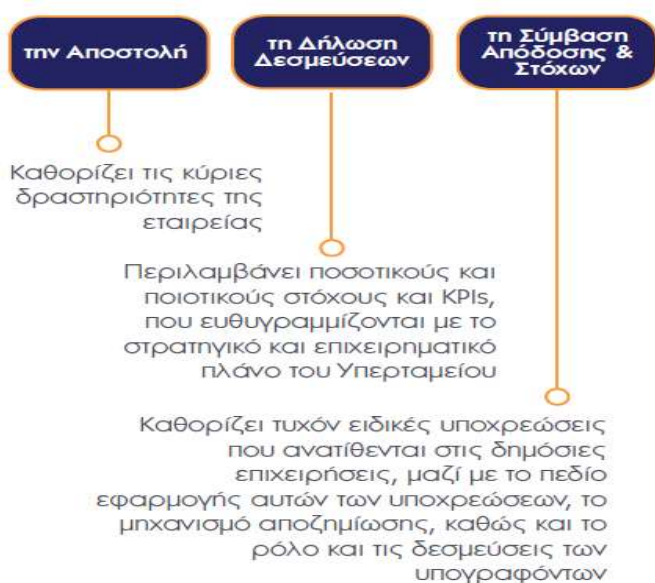 την Αποστολή
τη Δήλωση
Δεσμεύσεων
τη Σύμβαση
Απόδοσης &
Στόχων
Καθορίζει τις κύριες
δραστηριότητες της
εταιρείας
Περιλαμβάνει ποσοτικούς και
ποιοτικούς στόχους και KPIs,
που ευθυγραμμίζονται με το
στρατηγικό και επιχειρηματικό
πλάνο του Υπερταμείου
Καθορίζει τυχόν ειδικές υποχρεώσεις
που ανατίθενται στις δημόσιες
επιχειρήσεις, μαζί με το πεδίο
εφαρμογής αυτών των υποχρεώσεων, το
μηχανισμό αποζημίωσης, καθώς και το
ρόλο και τις δεσμεύσεις των
υπογραφόντων